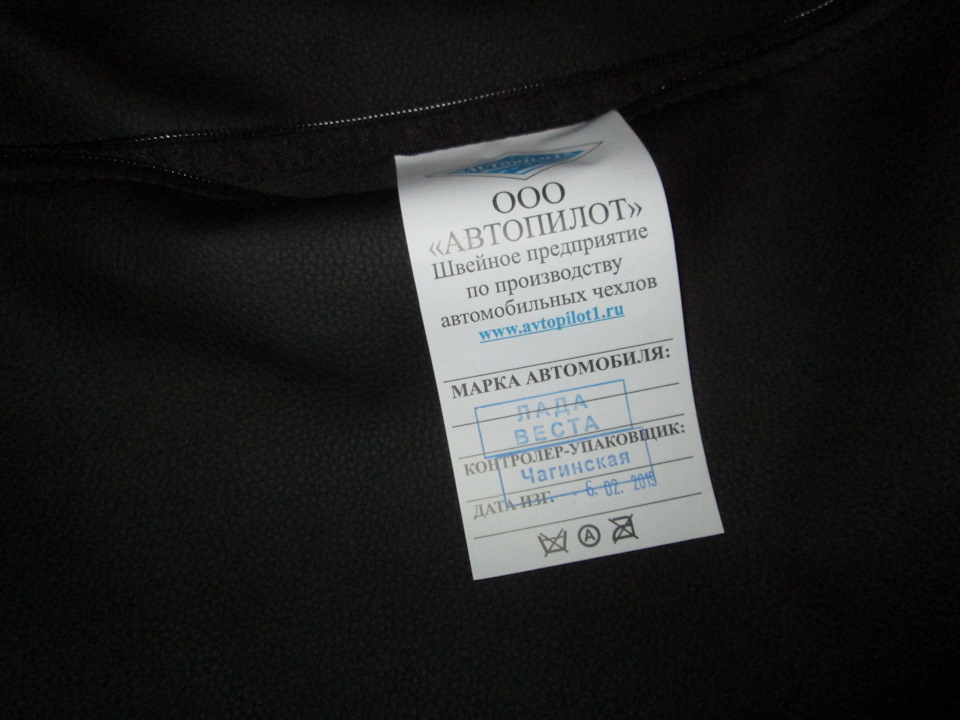 АВТОПИЛОТ
ООО
«АВТОПИЛОТ»
Швейное предприятие
по производству
автомобильных чехлов
www.avtopilot1.ru
МАРКА АВТОМОБИЛЯ:
ЛАДА
ВЕСТА
КОНТРОЛЕР-УПАКОВЩИК:
Чагинская
ДАТА ИЗГ. 6. 02. 2019
A